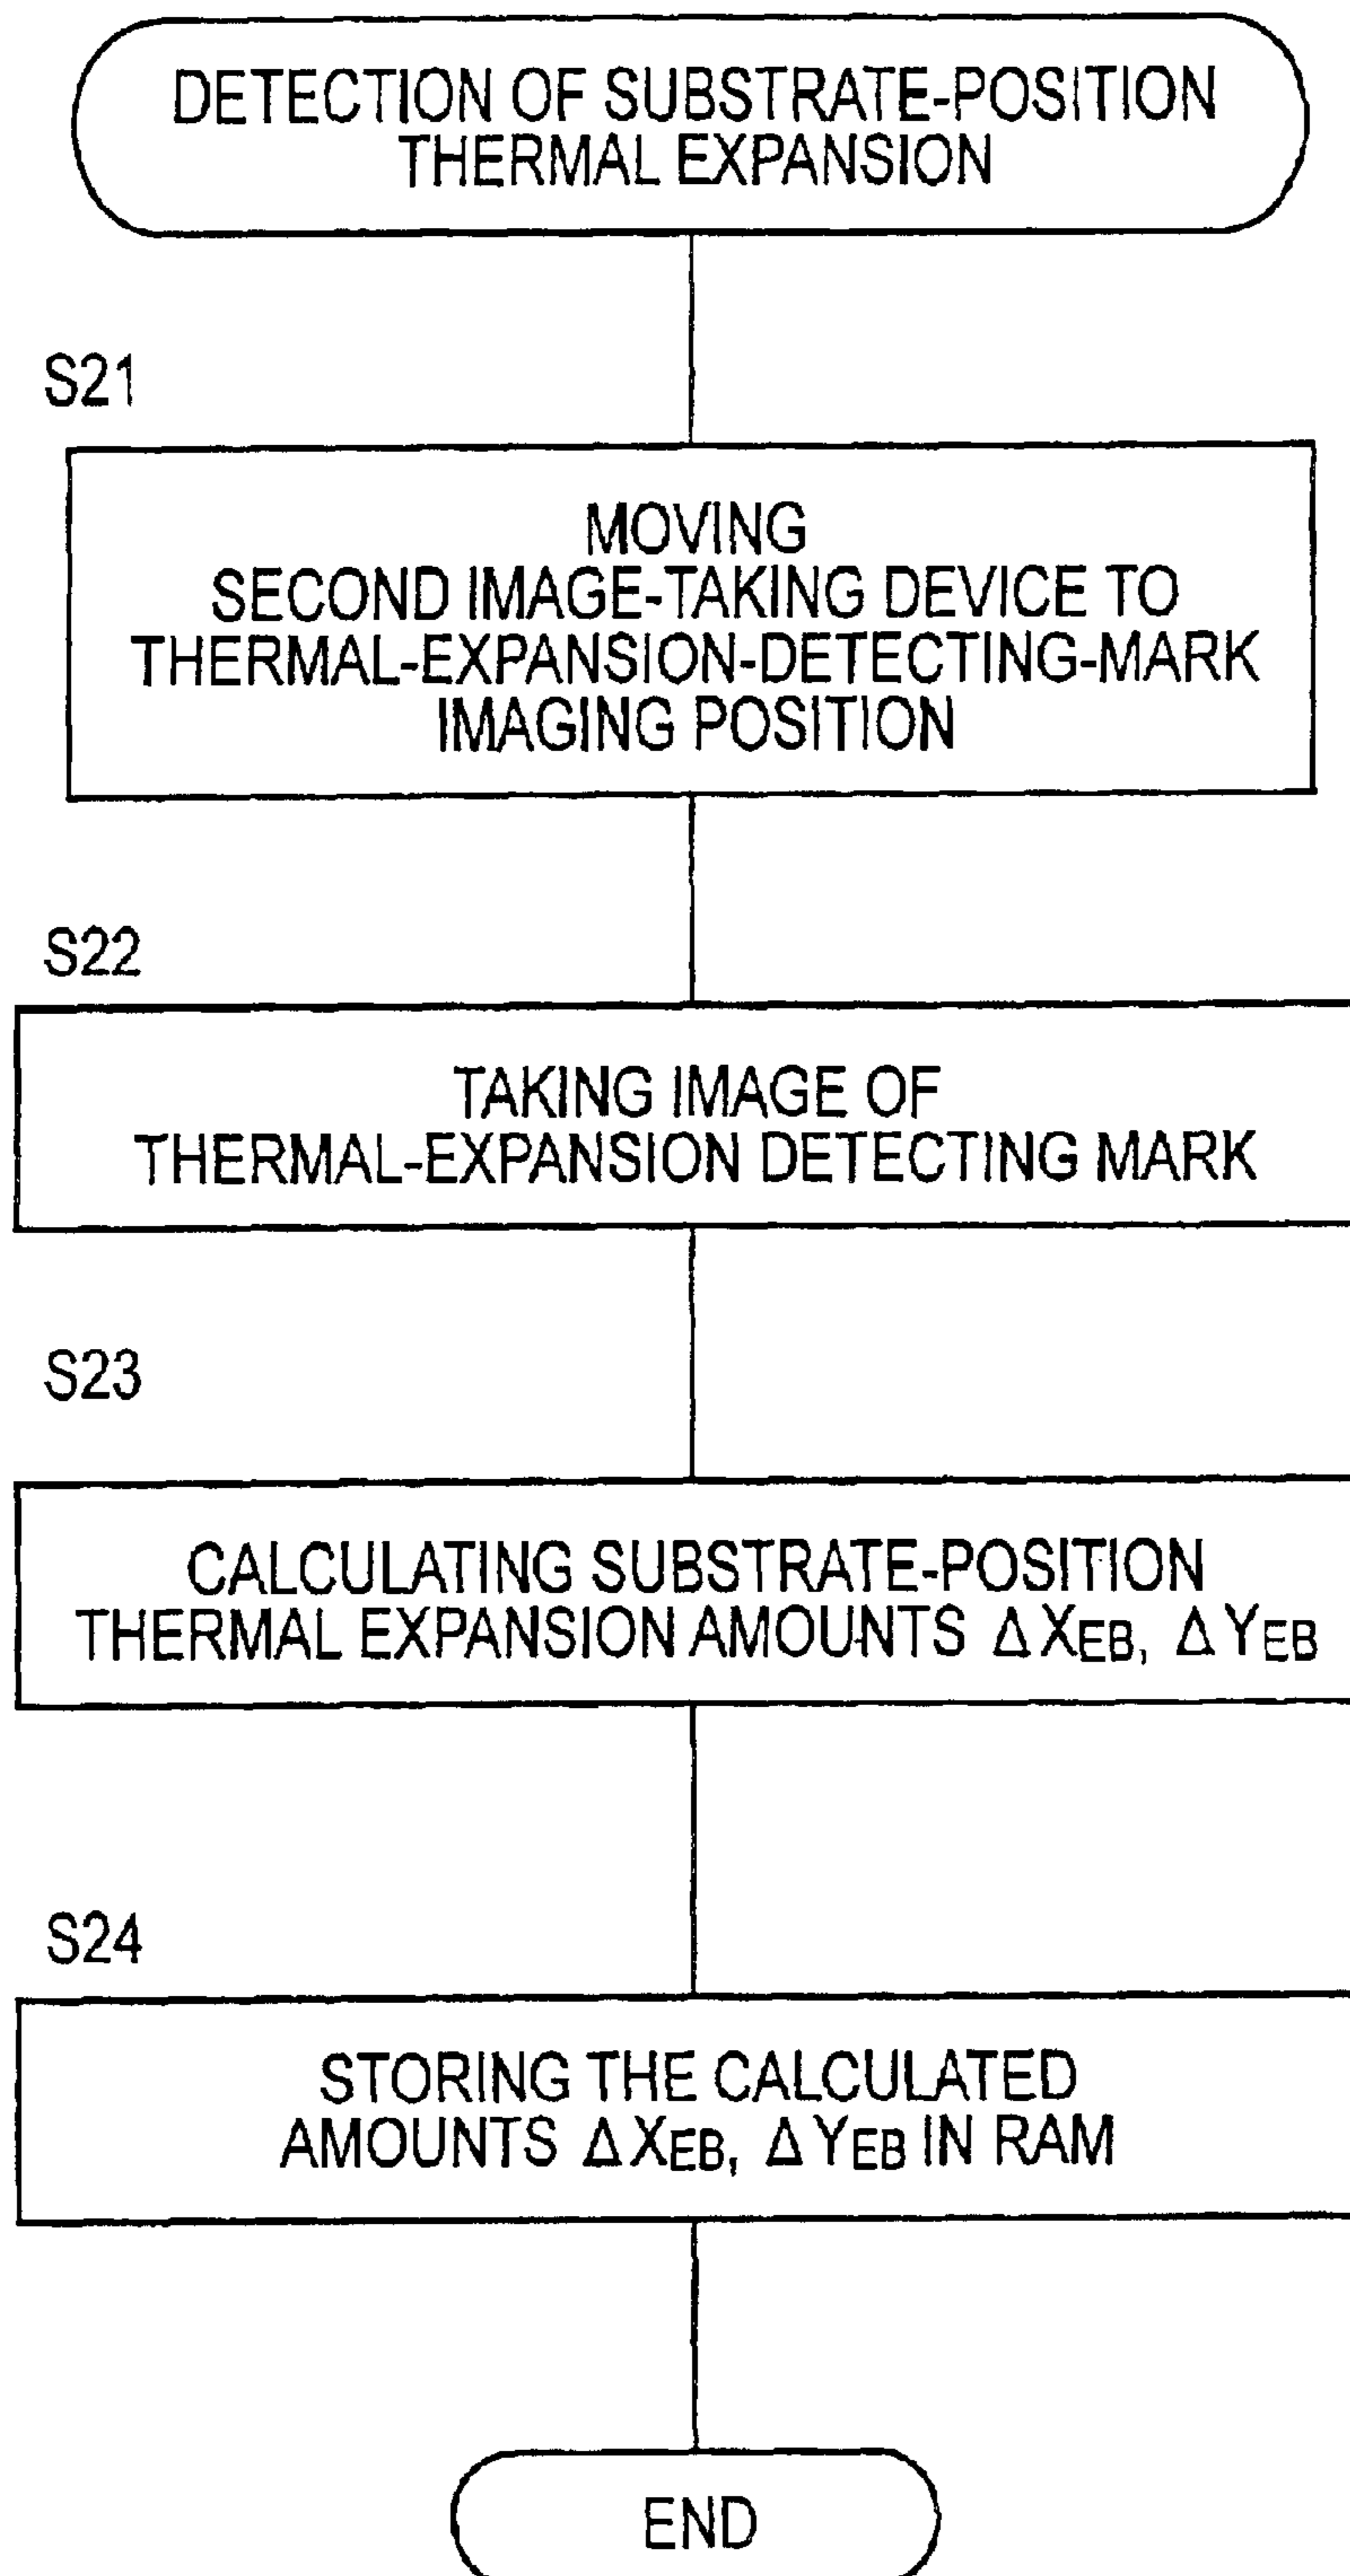 DETECTION OF SUBSTRATE-POSITION
THERMAL EXPANSION
S21
MOVING
SECOND IMAGE-TAKING DEVICE TO
THERMAL-EXPANSION-DETECTING-MARK
IMAGING POSITION
S22
TAKING IMAGE OF
THERMAL-EXPANSION DETECTING MARK
S23
CALCULATING SUBSTRATE-POSITION
THERMAL EXPANSION AMOUNTS ΔXEB, ΔYEB
S24
STORING THE CALCULATED
AMOUNTS ΔXEB, ΔYEB IN RAM
END